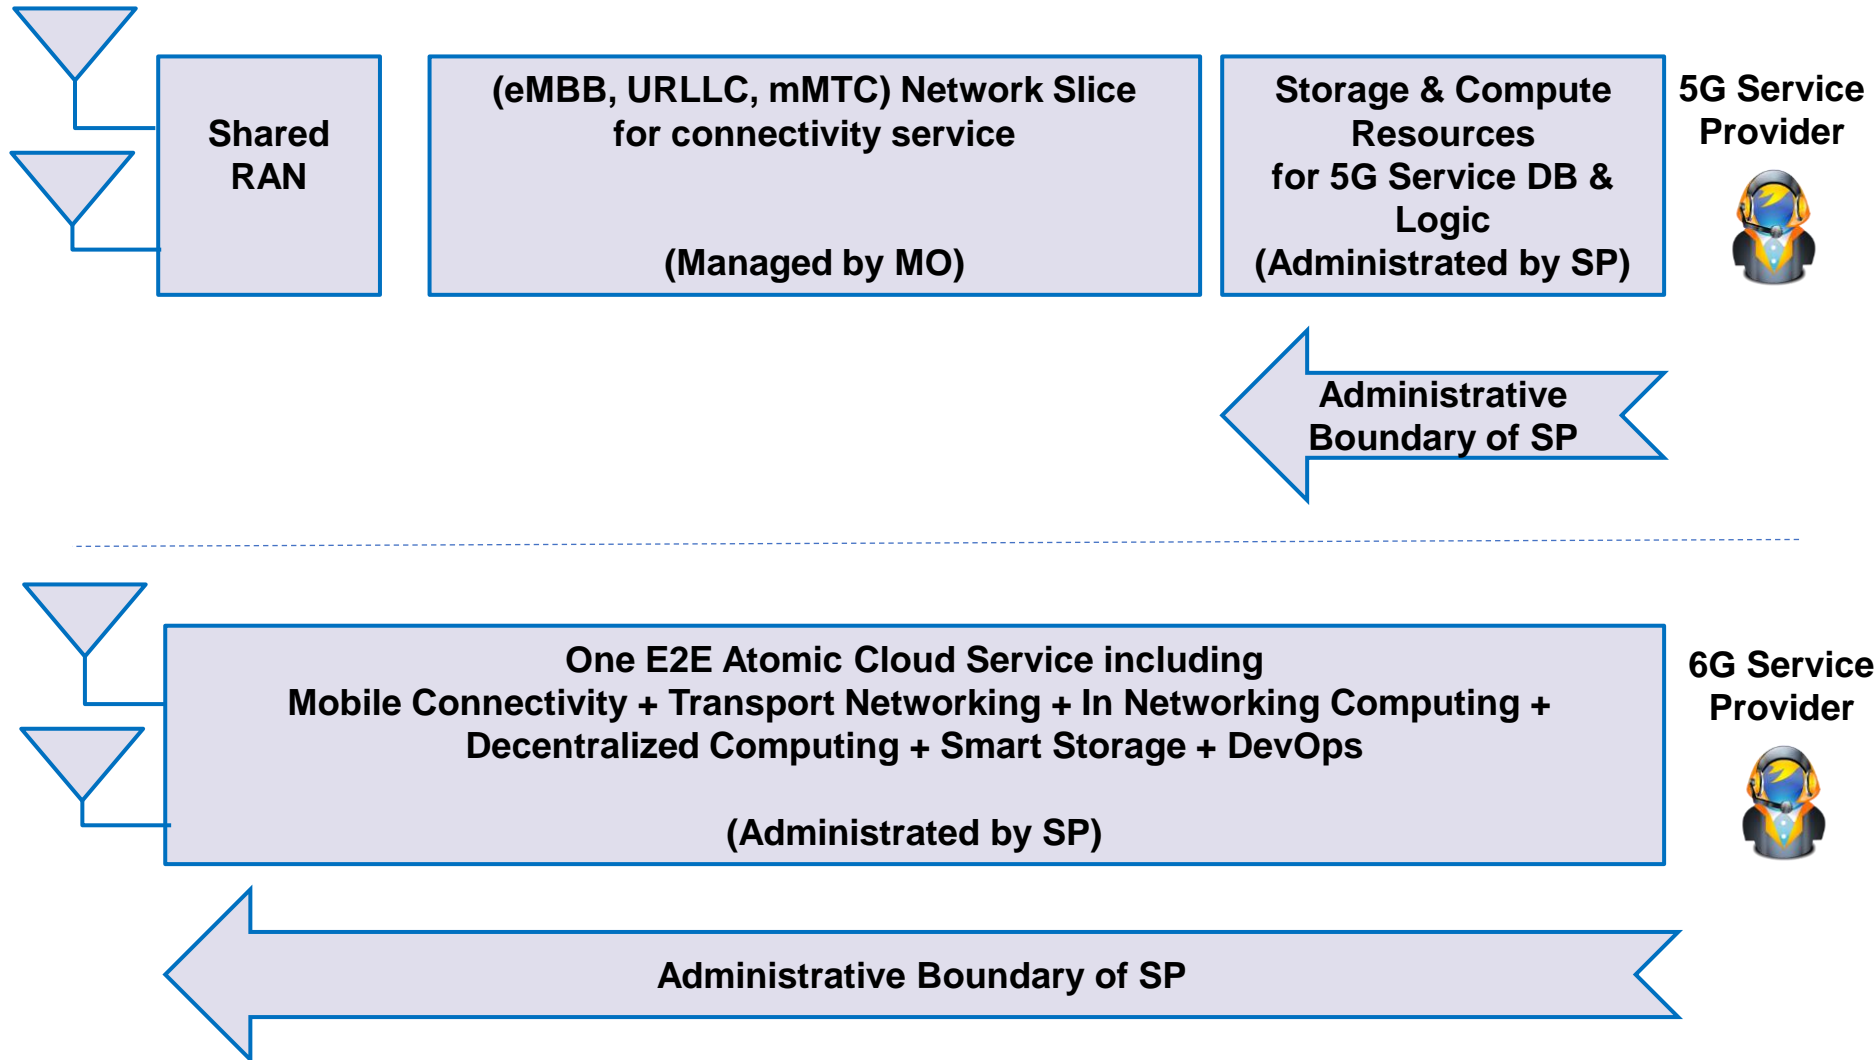 Shared
RAN
(eMBB, URLLC, mMTC) Network Slice
for connectivity service
(Managed by MO)
Storage & Compute
Resources
for 5G Service DB &
Logic
(Administrated by SP)
5G Service
Provider
Administrative
Boundary of SP
One E2E Atomic Cloud Service including
Mobile Connectivity + Transport Networking + In Networking Computing +
Decentralized Computing + Smart Storage + DevOps
(Administrated by SP)
6G Service
Provider
Administrative Boundary of SP